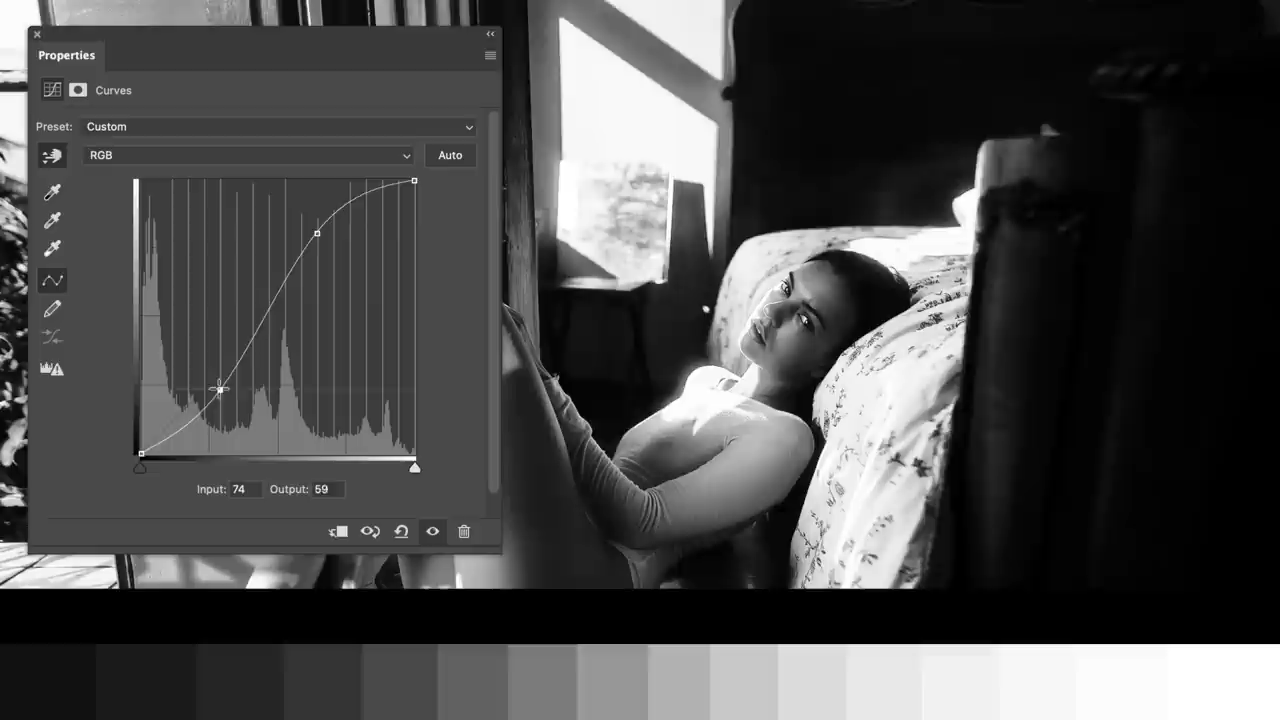 Properties
Curves
Preset: Custom
RGB
Auto
Input: 74 Output: 59